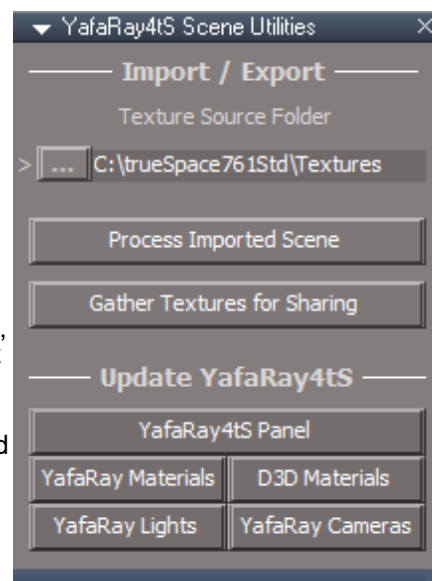 YafaRay4tS Scene Utilities
Import / Export
Texture Source Folder
> ... C:\trueSpace761Std\Textures
Process Imported Scene
Gather Textures for Sharing
Update YafaRay4tS
YafaRay4tS Panel
YafaRay Materials D3D Materials
YafaRay Lights YafaRay Cameras